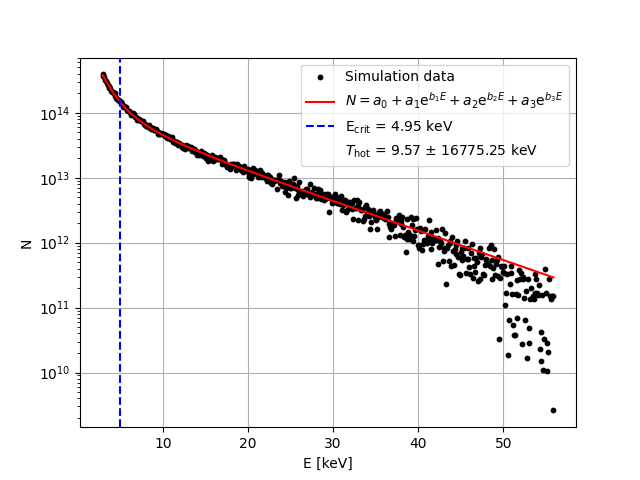 Simulation data
N = a₀ + a₁e^{b₁E} + a₂e^{b₂E} + a₃e^{b₃E}
E_crit = 4.95 keV
T_hot = 9.57 ± 16775.25 keV
10¹⁴
10¹³
10¹²
10¹¹
10¹⁰
N
10 20 30 40 50
E [keV]